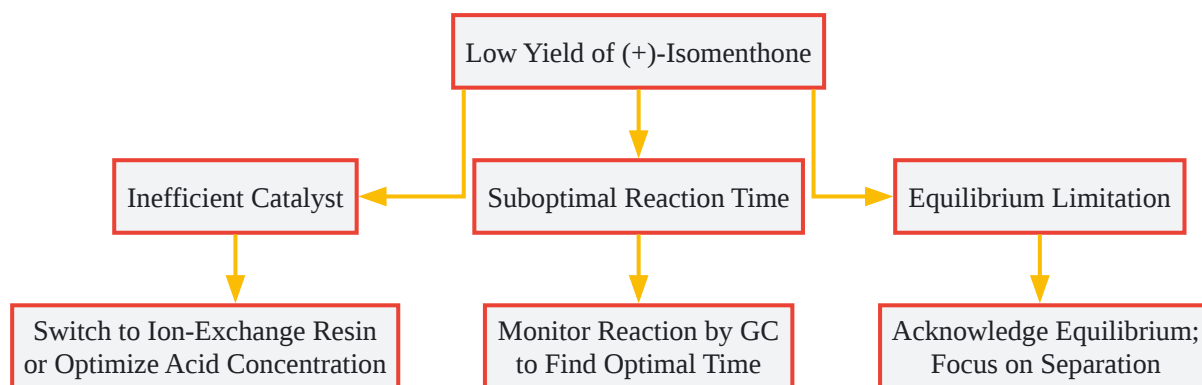 Low Yield of (+)-Isomenthone
Inefficient Catalyst
Suboptimal Reaction Time
Equilibrium Limitation
Switch to Ion-Exchange Resin
or Optimize Acid Concentration
Monitor Reaction by GC
to Find Optimal Time
Acknowledge Equilibrium;
Focus on Separation